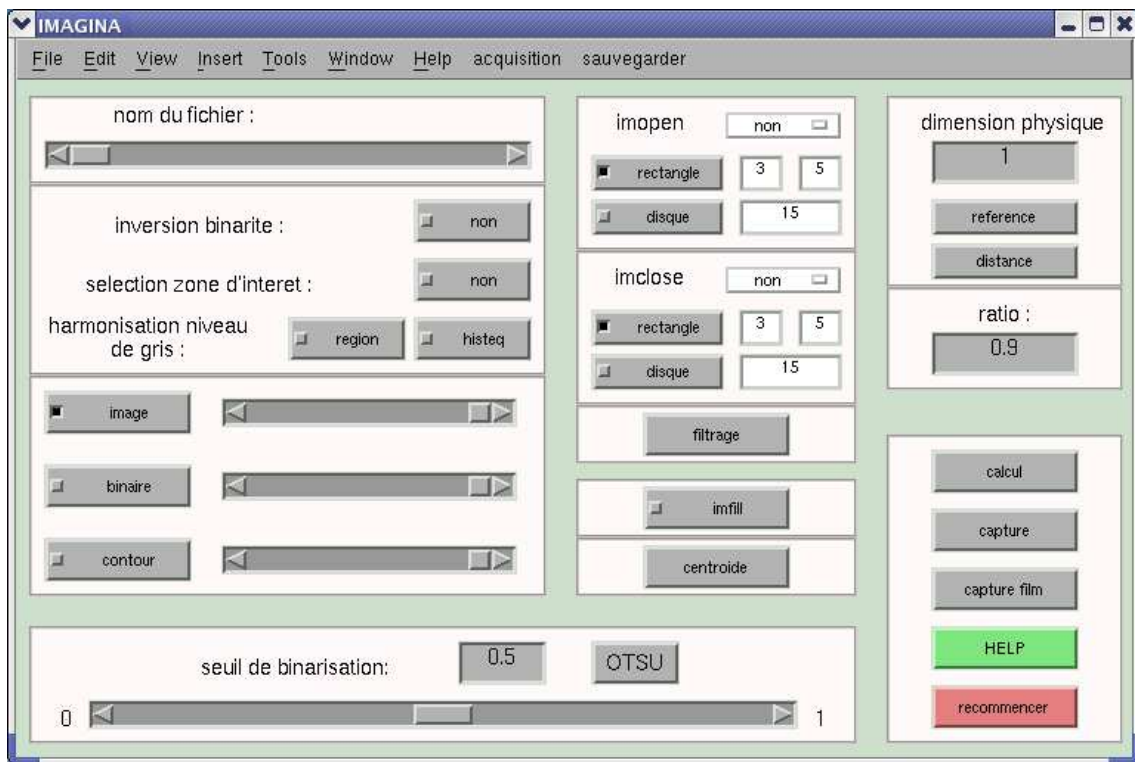 IMAGINA
File Edit View Insert Tools Window Help acquisition sauvegarder
nom du fichier :
inversion binarite :
non
selection zone d'interet :
non
harmonisation niveau
de gris :
region
histeq
image
binaire
contour
imopen
non
rectangle
3
5
disque
15
imclose
non
rectangle
3
5
disque
15
filtrage
imfill
centroide
dimension physique
1
reference
distance
ratio :
0.9
calcul
capture
capture film
HELP
recommencer
seuil de binarisation:
0.5
OTSU
0
1